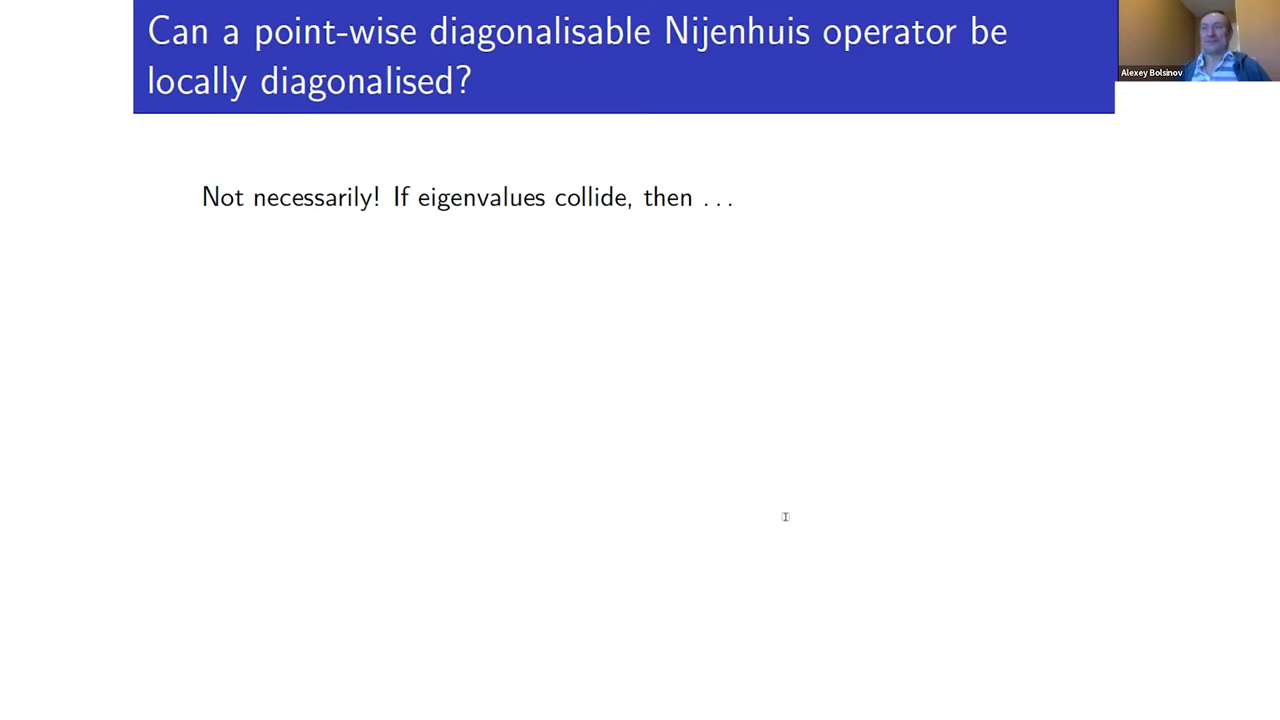 Can a point-wise diagonalisable Nijenhuis operator be
locally diagonalised?
Alexey Bolsinov
Not necessarily! If eigenvalues collide, then ...